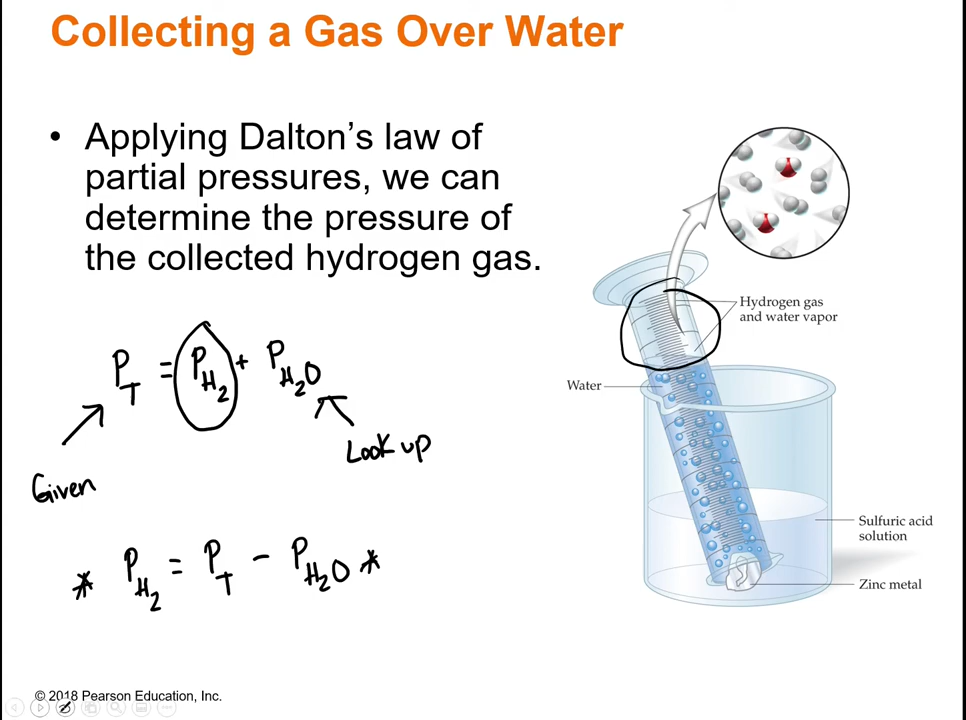 Collecting a Gas Over Water
• Applying Dalton's law of
partial pressures, we can
determine the pressure of
the collected hydrogen gas.
P_T = P_H₂ + P_H₂O
Given
Look up
* P_H₂ = P_T - P_H₂O *
Hydrogen gas
and water vapor
Water
Sulfuric acid
solution
Zinc metal
© 2018 Pearson Education, Inc.